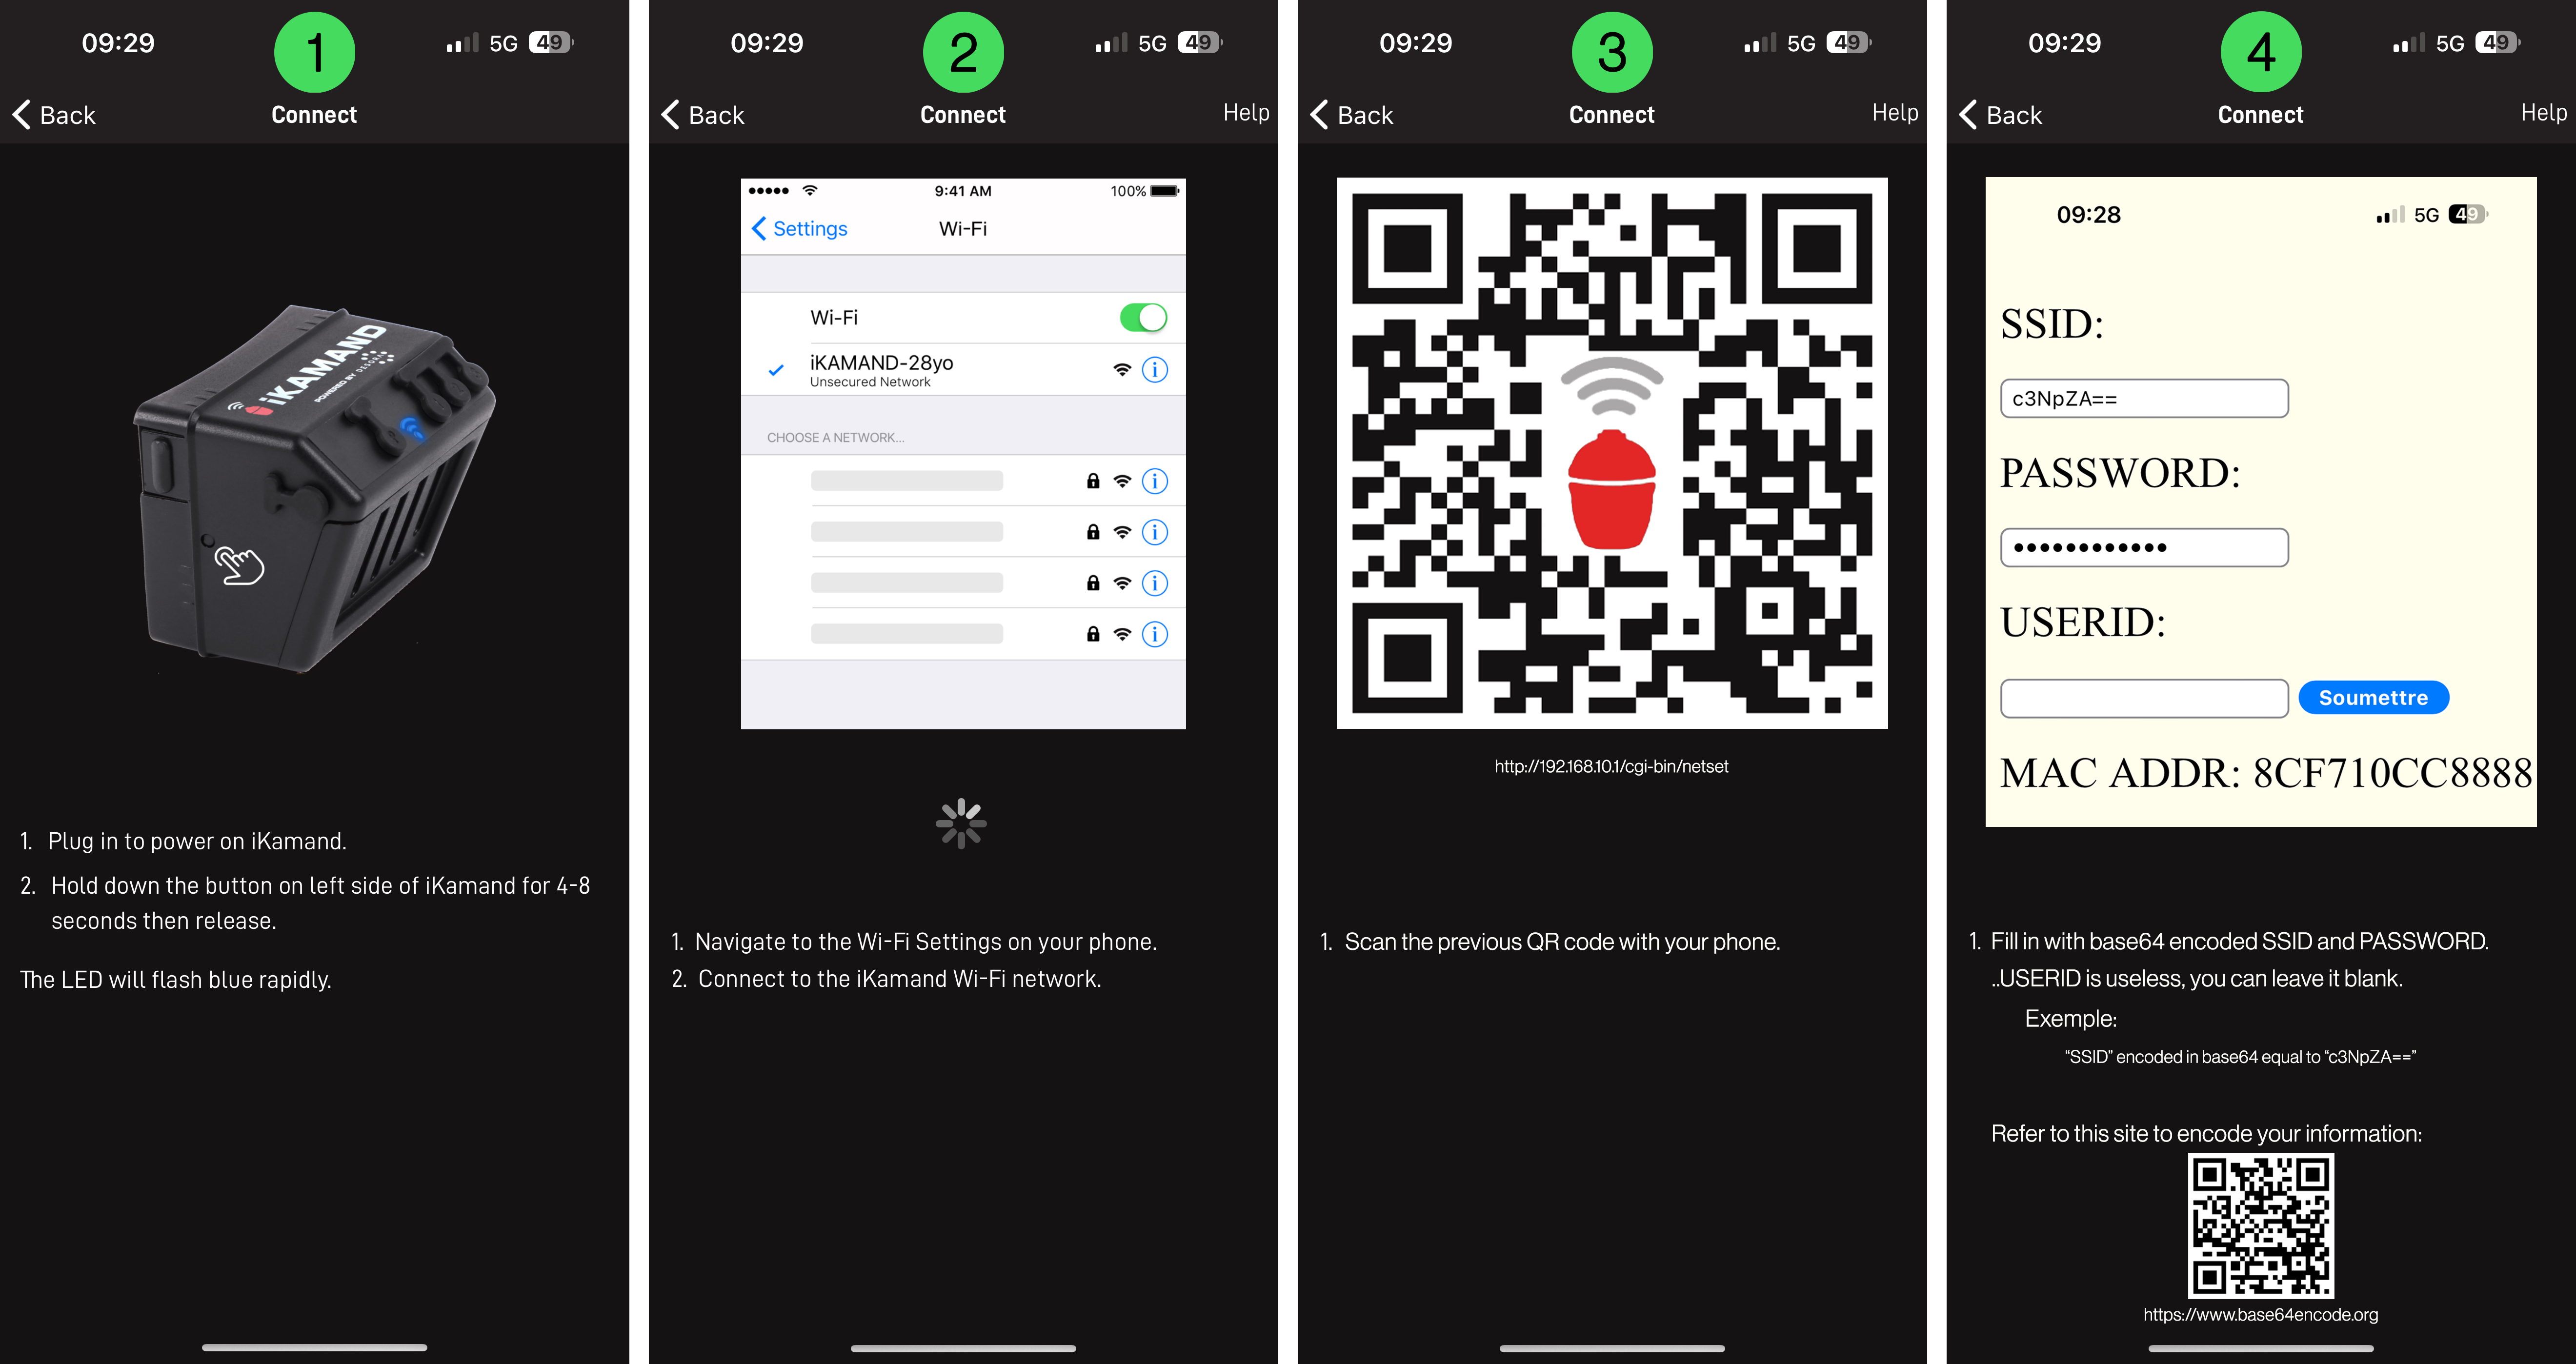 09:29
1
5G
49
Back
Connect
iKAMAND
POWERED BY DESORA
1. Plug in to power on iKamand.
2. Hold down the button on left side of iKamand for 4-8
seconds then release.
The LED will flash blue rapidly.
09:29
2
5G
49
Back
Connect
Help
9:41 AM
100%
Settings
Wi-Fi
Wi-Fi
iKAMAND-28yo
Unsecured Network
CHOOSE A NETWORK...
1. Navigate to the Wi-Fi Settings on your phone.
2. Connect to the iKamand Wi-Fi network.
09:29
3
5G
49
Back
Connect
Help
http://192.168.10.1/cgi-bin/netset
1. Scan the previous QR code with your phone.
09:29
4
5G
49
Back
Connect
Help
09:28
5G
49
SSID:
c3NpZA==
PASSWORD:
••••••••••••
USERID:
Soumettre
MAC ADDR: 8CF710CC8888
1. Fill in with base64 encoded SSID and PASSWORD.
..USERID is useless, you can leave it blank.
Exemple:
“SSID” encoded in base64 equal to “c3NpZA==”
Refer to this site to encode your information:
https://www.base64encode.org